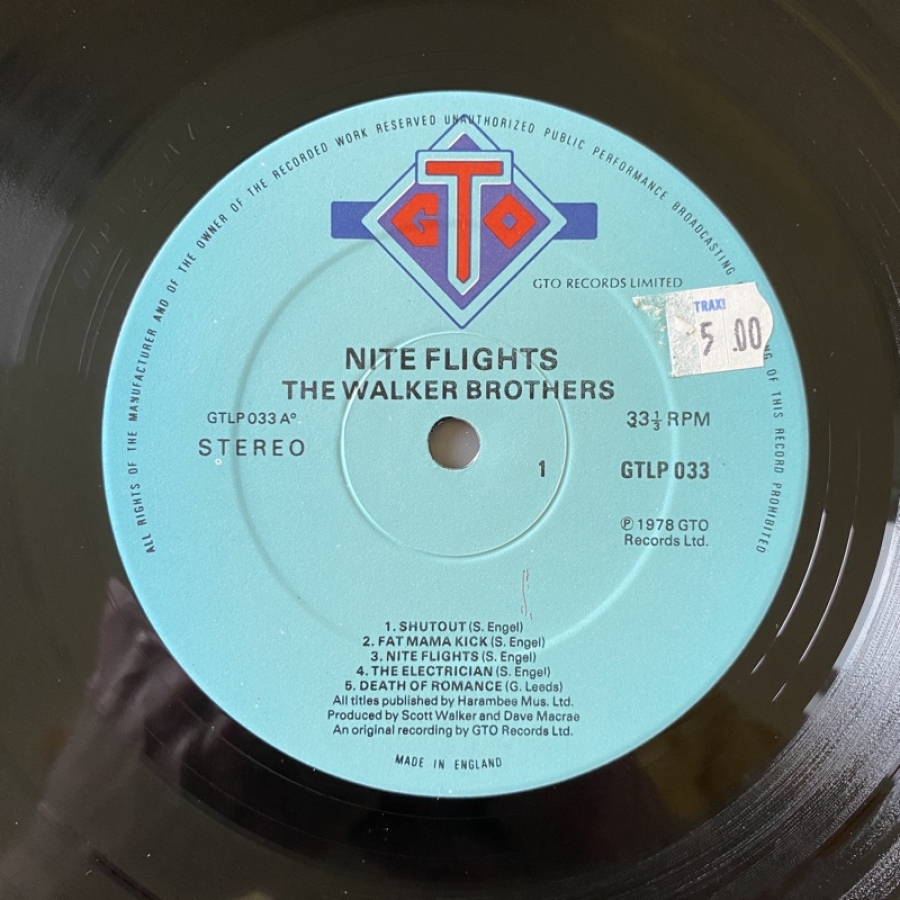 ALL RIGHTS OF THE MANUFACTURER AND OF THE OWNER OF THE RECORDED WORK RESERVED UNAUTHORIZED PUBLIC PERFORMANCE BROADCASTING
NG OF THIS RECORD PROHIBITED
GTO
GTO RECORDS LIMITED
TRAX!
5.00
NITE FLIGHTS
THE WALKER BROTHERS
GTLP 033 A°
STEREO
33⅓ RPM
1
GTLP 033
℗ 1978 GTO
Records Ltd.
1. SHUTOUT (S. Engel)
2. FAT MAMA KICK (S. Engel)
3. NITE FLIGHTS (S. Engel)
4. THE ELECTRICIAN (S. Engel)
5. DEATH OF ROMANCE (G. Leeds)
All titles published by Harambee Mus. Ltd.
Produced by Scott Walker and Dave Macrae
An original recording by GTO Records Ltd.
MADE IN ENGLAND